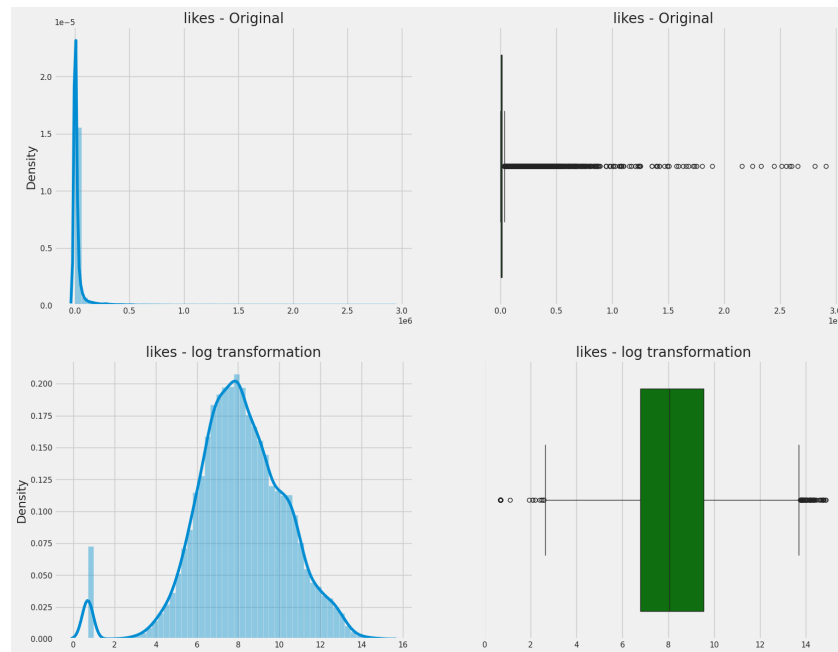 likes - Original
1e−5
Density
2.0
1.5
1.0
0.5
0.0
0.0 0.5 1.0 1.5 2.0 2.5 3.0
1e6
likes - Original
0.0 0.5 1.0 1.5 2.0 2.5 3.0
1e
likes - log transformation
Density
0.200
0.175
0.150
0.125
0.100
0.075
0.050
0.025
0.000
0 2 4 6 8 10 12 14 16
likes - log transformation
0 2 4 6 8 10 12 14